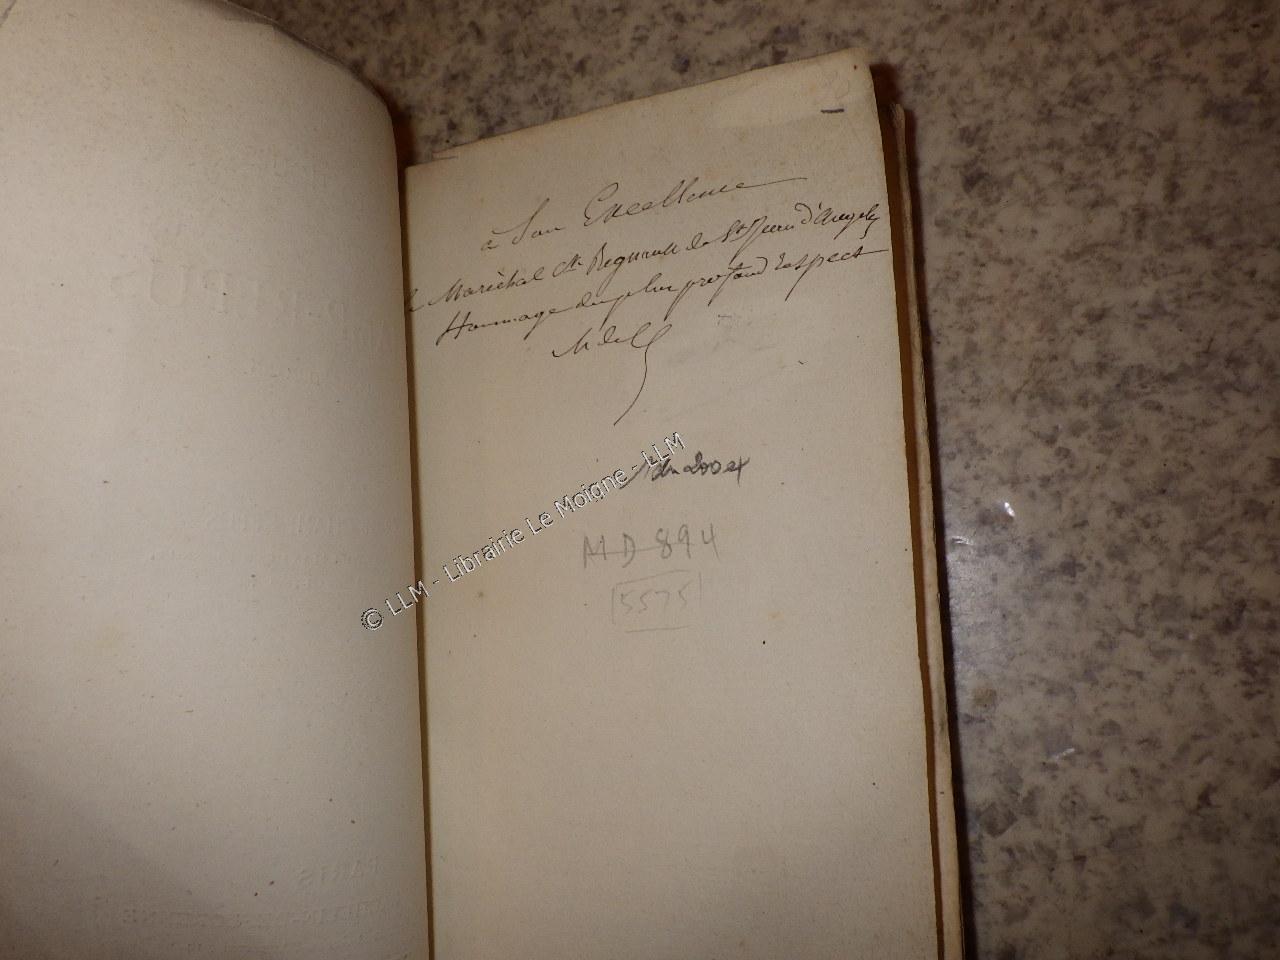 à Son Excellence
le Maréchal Cte Regnault de St Jean d'Angely
Hommage du plus profond respect
MD 894
5575
© LLM - Librairie Le Moigne - LLM
PARIS